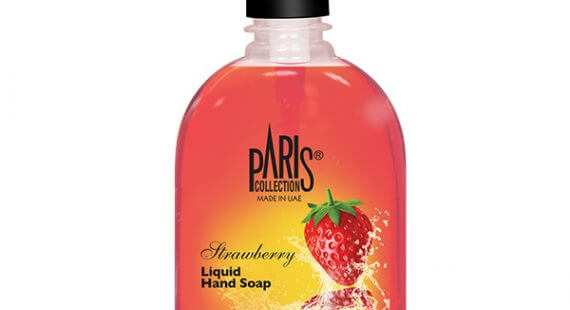 PARIS®
COLLECTION
MADE IN UAE
Strawberry
Liquid
Hand Soap